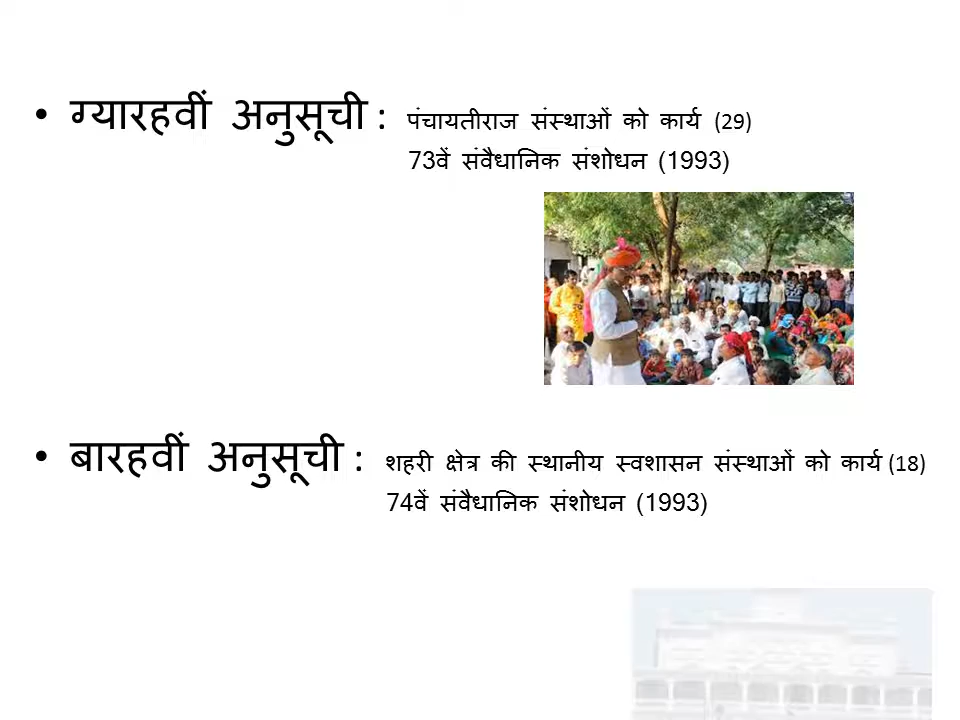 • ग्यारहवीं अनुसूची : पंचायतीराज संस्थाओं को कार्य (29)
73वें संवैधानिक संशोधन (1993)
• बारहवीं अनुसूची : शहरी क्षेत्र की स्थानीय स्वशासन संस्थाओं को कार्य (18)
74वें संवैधानिक संशोधन (1993)